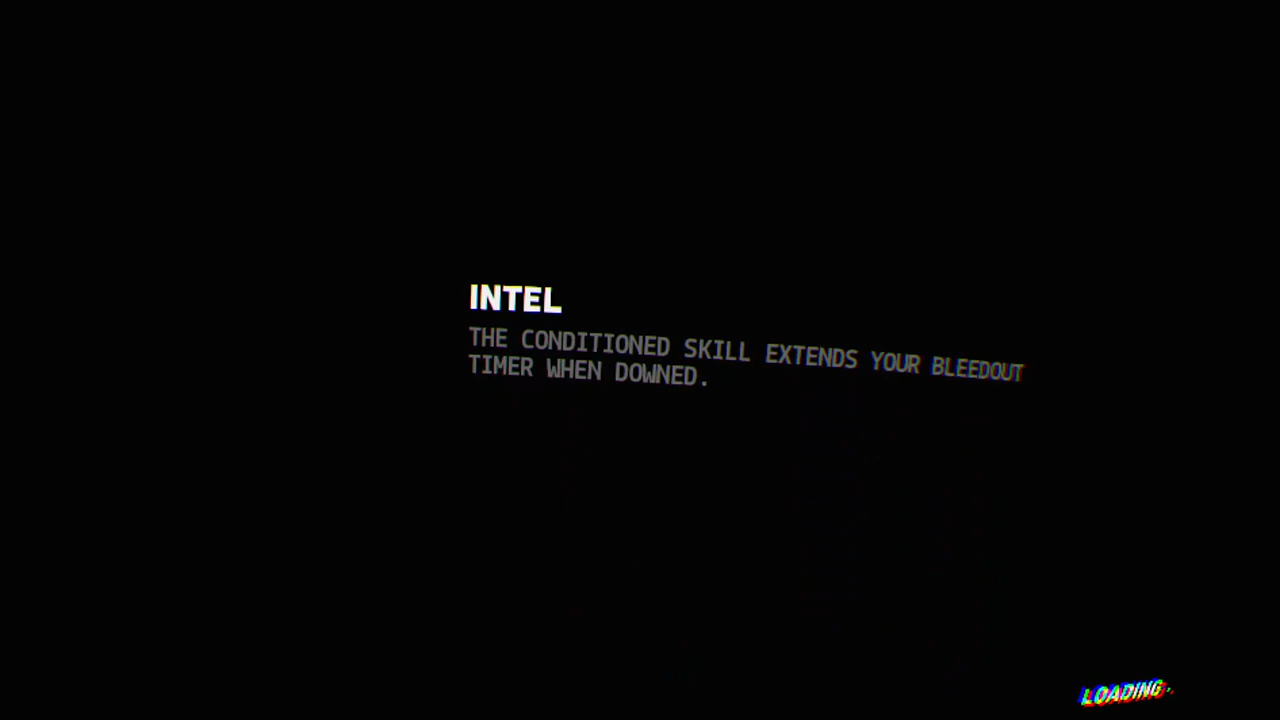 INTEL
THE CONDITIONED SKILL EXTENDS YOUR BLEEDOUT
TIMER WHEN DOWNED.
LOADING.